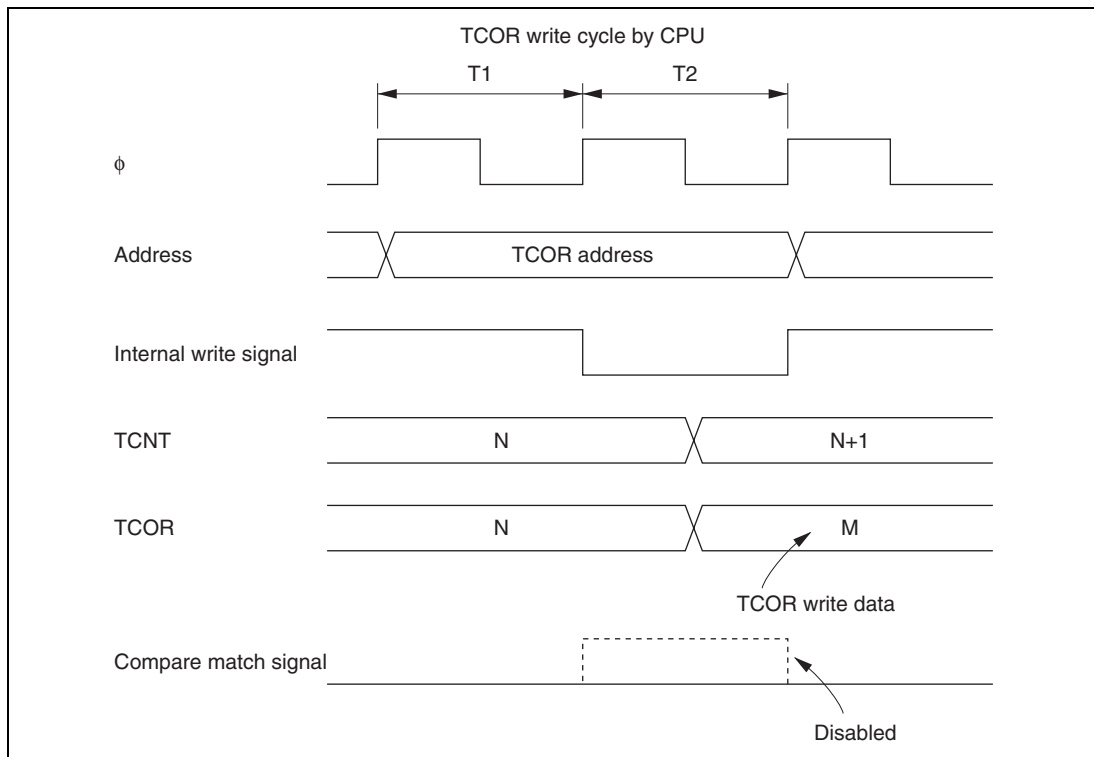 TCOR write cycle by CPU
T1 T2
ϕ
Address TCOR address
Internal write signal
TCNT N N+1
TCOR N M
TCOR write data
Compare match signal
Disabled